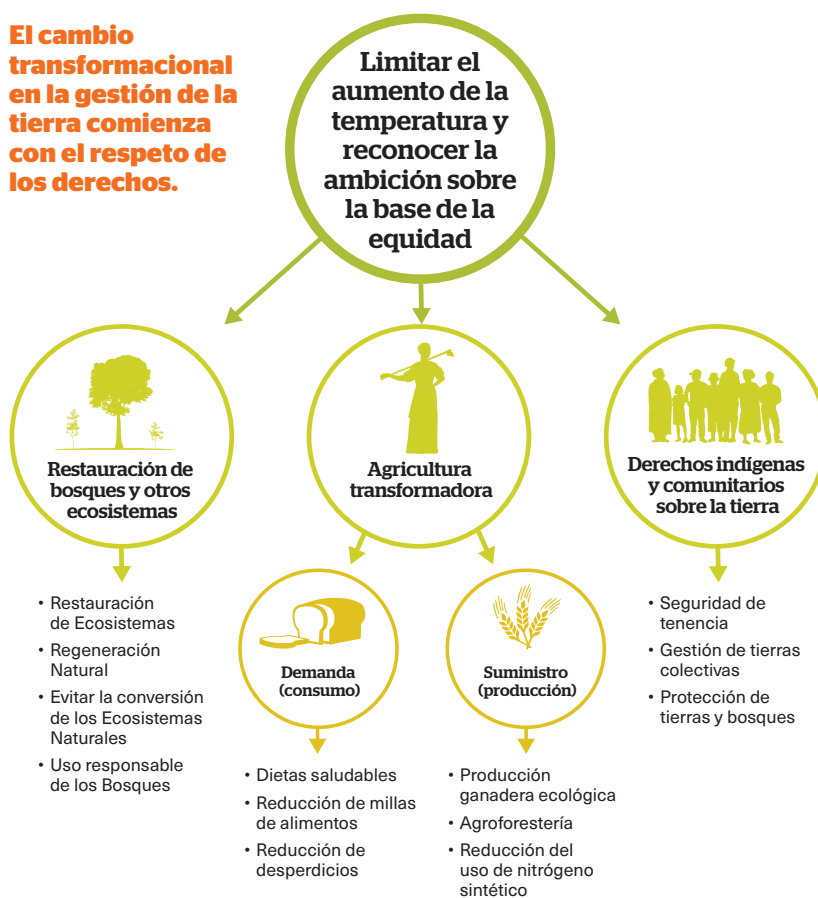 El cambio
transformacional
en la gestión de la
tierra comienza
con el respeto de
los derechos.
Limitar el
aumento de la
temperatura y
reconocer la
ambición sobre
la base de la
equidad
Restauración de
bosques y otros
ecosistemas
Agricultura
transformadora
Derechos indígenas
y comunitarios
sobre la tierra
• Restauración
de Ecosistemas
• Regeneración
Natural
• Evitar la conversión
de los Ecosistemas
Naturales
• Uso responsable
de los Bosques
Demanda
(consumo)
Suministro
(producción)
• Dietas saludables
• Reducción de millas
de alimentos
• Reducción de
desperdicios
• Producción
ganadera ecológica
• Agroforestería
• Reducción del
uso de nitrógeno
sintético
• Seguridad de
tenencia
• Gestión de tierras
colectivas
• Protección de
tierras y bosques